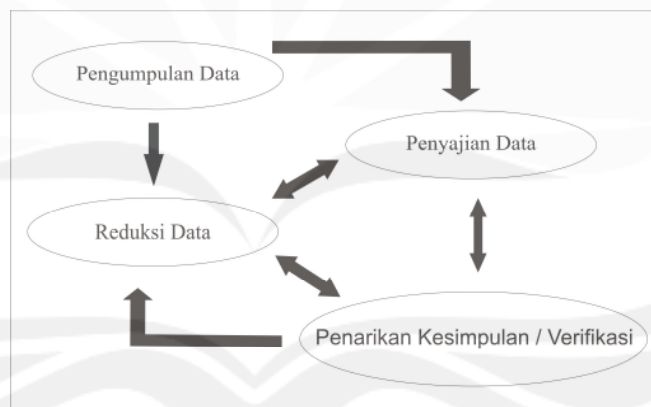 Pengumpulan Data
Penyajian Data
Reduksi Data
Penarikan Kesimpulan / Verifikasi